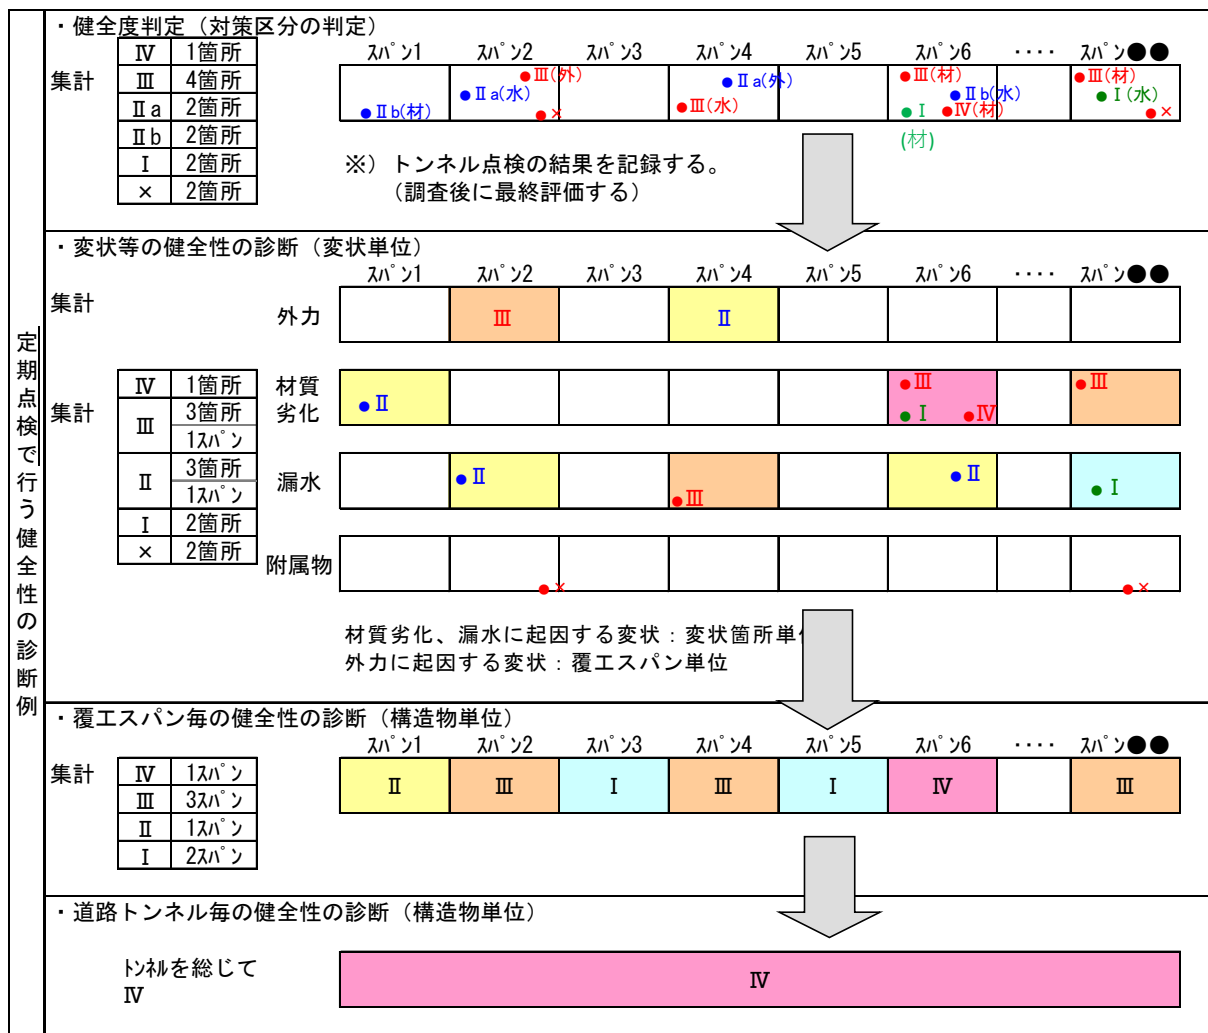 定期点検で行う健全性の診断例
・健全度判定（対策区分の判定）
集計
Ⅳ 1箇所
Ⅲ 4箇所
Ⅱa 2箇所
Ⅱb 2箇所
Ⅰ 2箇所
× 2箇所
ｽﾊﾟﾝ1 ｽﾊﾟﾝ2 ｽﾊﾟﾝ3 ｽﾊﾟﾝ4 ｽﾊﾟﾝ5 ｽﾊﾟﾝ6 ‥‥ ｽﾊﾟﾝ●●
●Ⅱb(材)
●Ⅲ(外)
●Ⅱa(水)
●×
●Ⅱa(外)
●Ⅲ(水)
●Ⅲ(材)
●Ⅱb(水)
●Ⅰ(材)
●Ⅳ(材)
●Ⅲ(材)
●Ⅰ(水)
●×
※）トンネル点検の結果を記録する。
（調査後に最終評価する）
・変状等の健全性の診断（変状単位）
ｽﾊﾟﾝ1 ｽﾊﾟﾝ2 ｽﾊﾟﾝ3 ｽﾊﾟﾝ4 ｽﾊﾟﾝ5 ｽﾊﾟﾝ6 ‥‥ ｽﾊﾟﾝ●●
集計
外力 Ⅲ Ⅱ
集計
Ⅳ 1箇所
Ⅲ 3箇所
1ｽﾊﾟﾝ
Ⅱ 3箇所
1ｽﾊﾟﾝ
Ⅰ 2箇所
× 2箇所
材質
劣化
●Ⅱ
●Ⅲ
●Ⅰ ●Ⅳ
●Ⅲ
漏水
●Ⅱ
●Ⅲ
●Ⅱ
●Ⅰ
附属物
●×
●×
材質劣化、漏水に起因する変状：変状箇所単
外力に起因する変状：覆工スパン単位
・覆工スパン毎の健全性の診断（構造物単位）
ｽﾊﾟﾝ1 ｽﾊﾟﾝ2 ｽﾊﾟﾝ3 ｽﾊﾟﾝ4 ｽﾊﾟﾝ5 ｽﾊﾟﾝ6 ‥‥ ｽﾊﾟﾝ●●
集計
Ⅳ 1ｽﾊﾟﾝ
Ⅲ 3ｽﾊﾟﾝ
Ⅱ 1ｽﾊﾟﾝ
Ⅰ 2ｽﾊﾟﾝ
Ⅱ Ⅲ Ⅰ Ⅲ Ⅰ Ⅳ Ⅲ
・道路トンネル毎の健全性の診断（構造物単位）
ﾄﾝﾈﾙを総じて
Ⅳ
Ⅳ